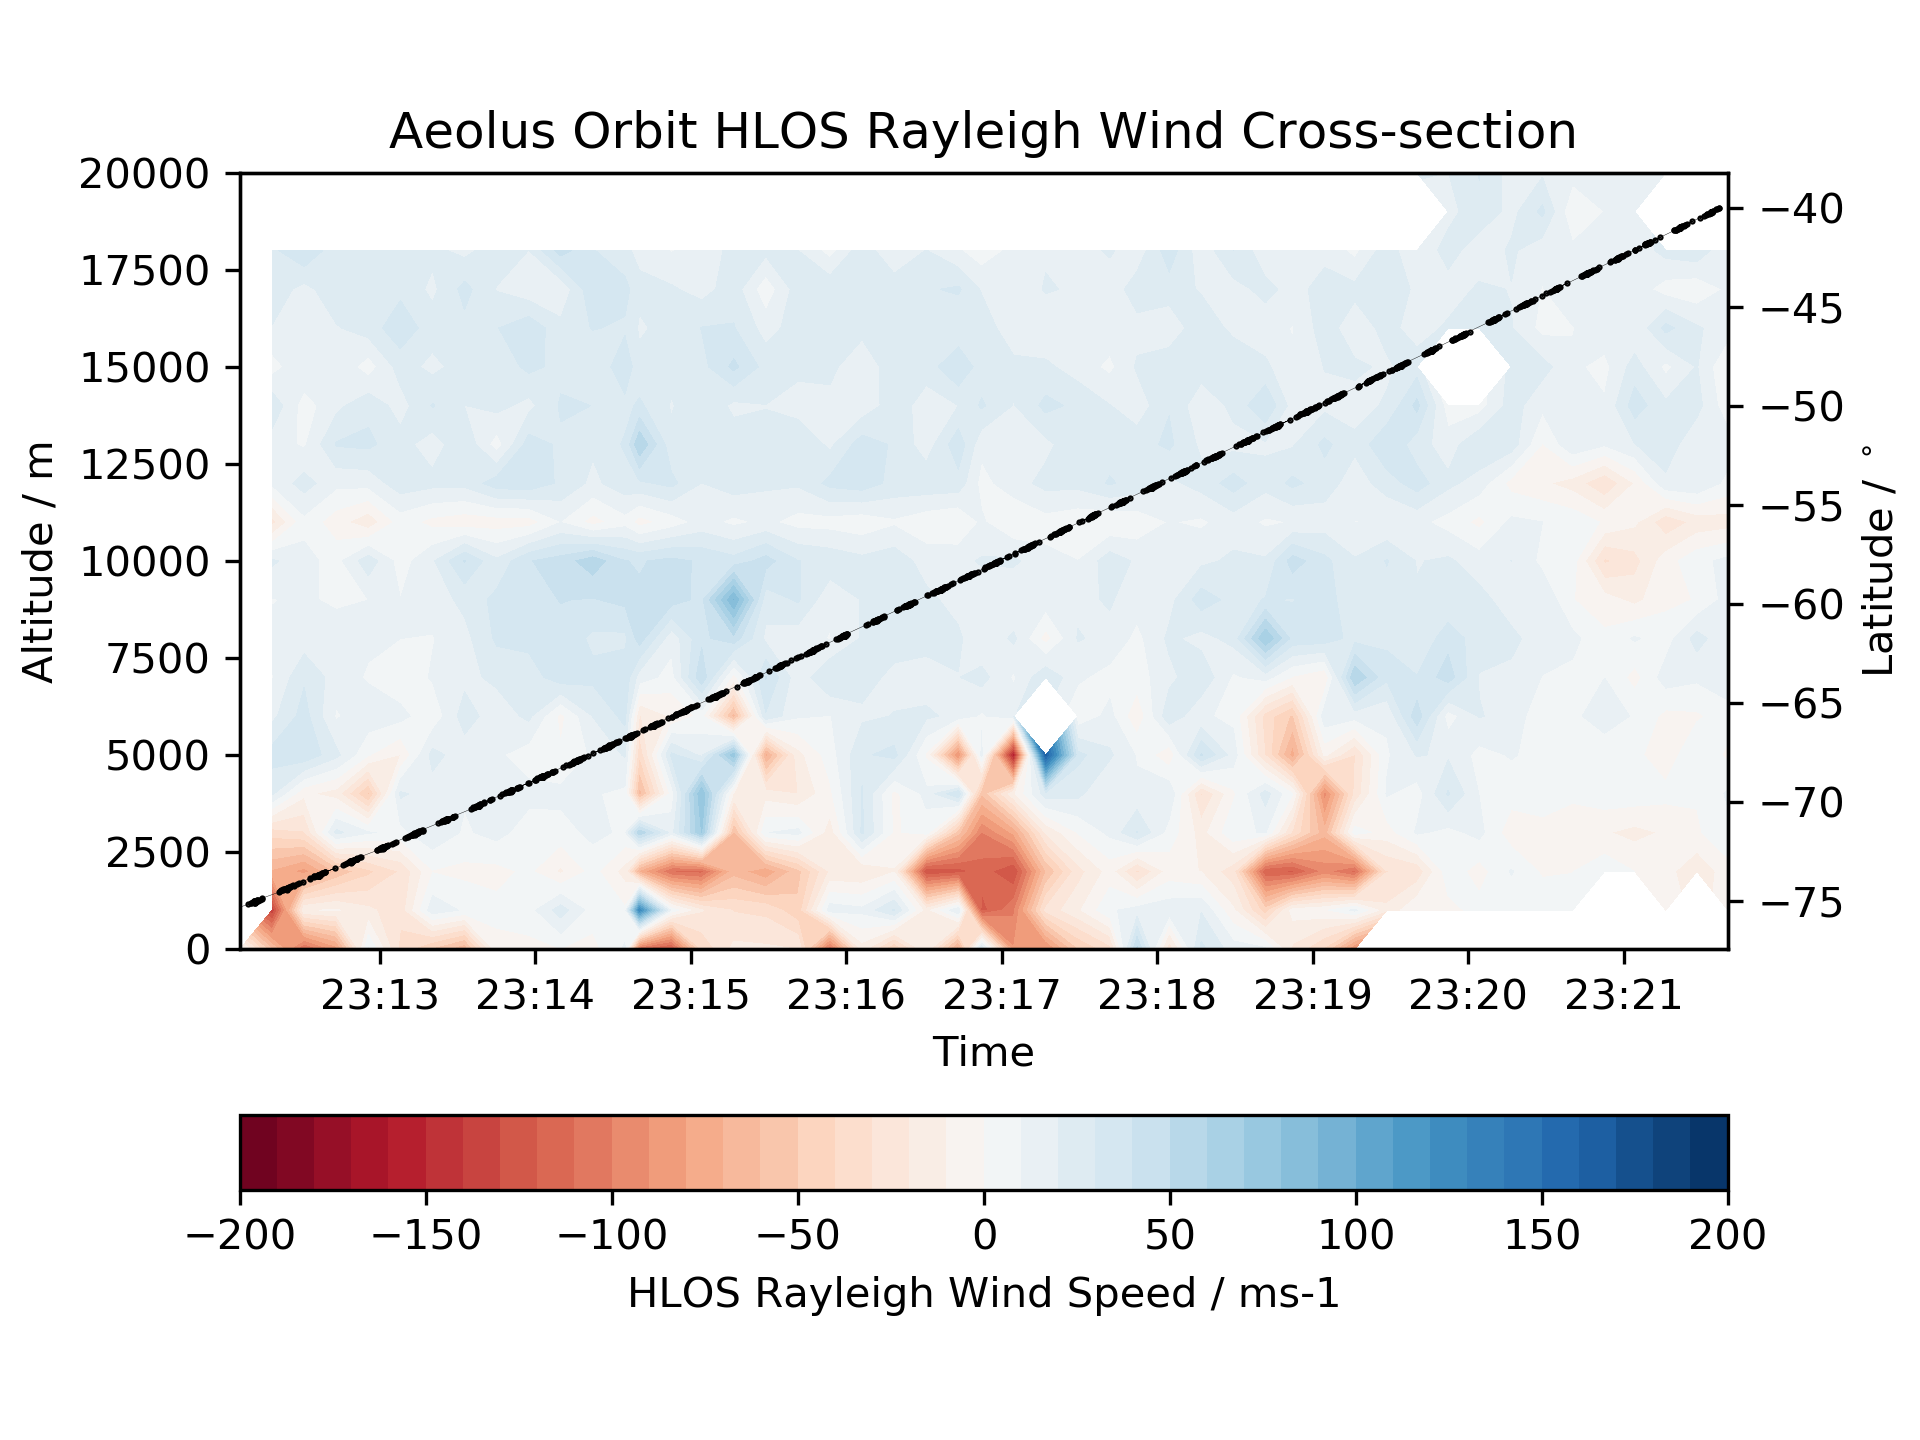 Aeolus Orbit HLOS Rayleigh Wind Cross-section
20000
17500
15000
12500
10000
7500
5000
2500
0
Altitude / m
−40
−45
−50
−55
−60
−65
−70
−75
Latitude / °
23:13 23:14 23:15 23:16 23:17 23:18 23:19 23:20 23:21
Time
−200 −150 −100 −50 0 50 100 150 200
HLOS Rayleigh Wind Speed / ms-1